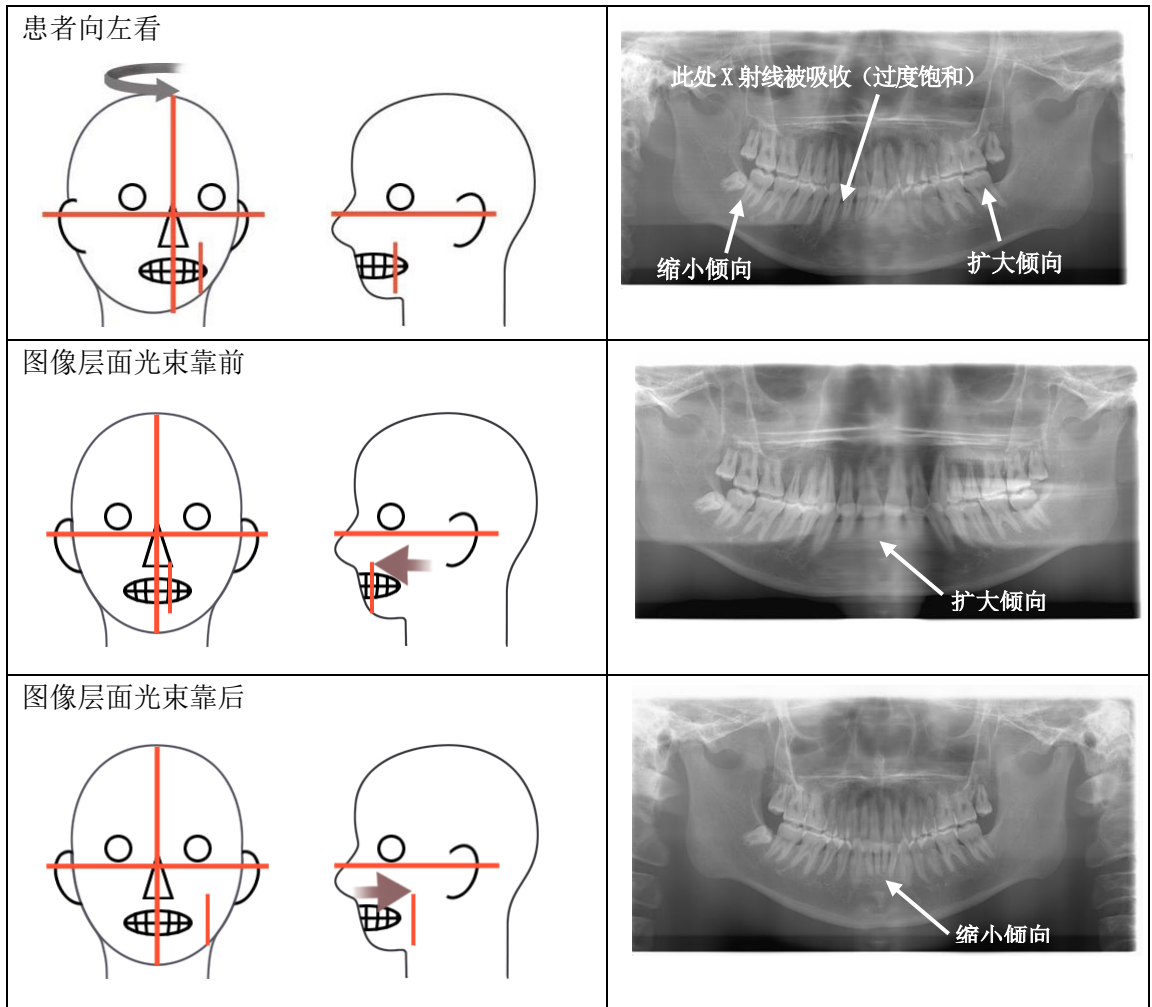 患者向左看
此处 X 射线被吸收（过度饱和）
缩小倾向
扩大倾向
图像层面光束靠前
扩大倾向
图像层面光束靠后
缩小倾向